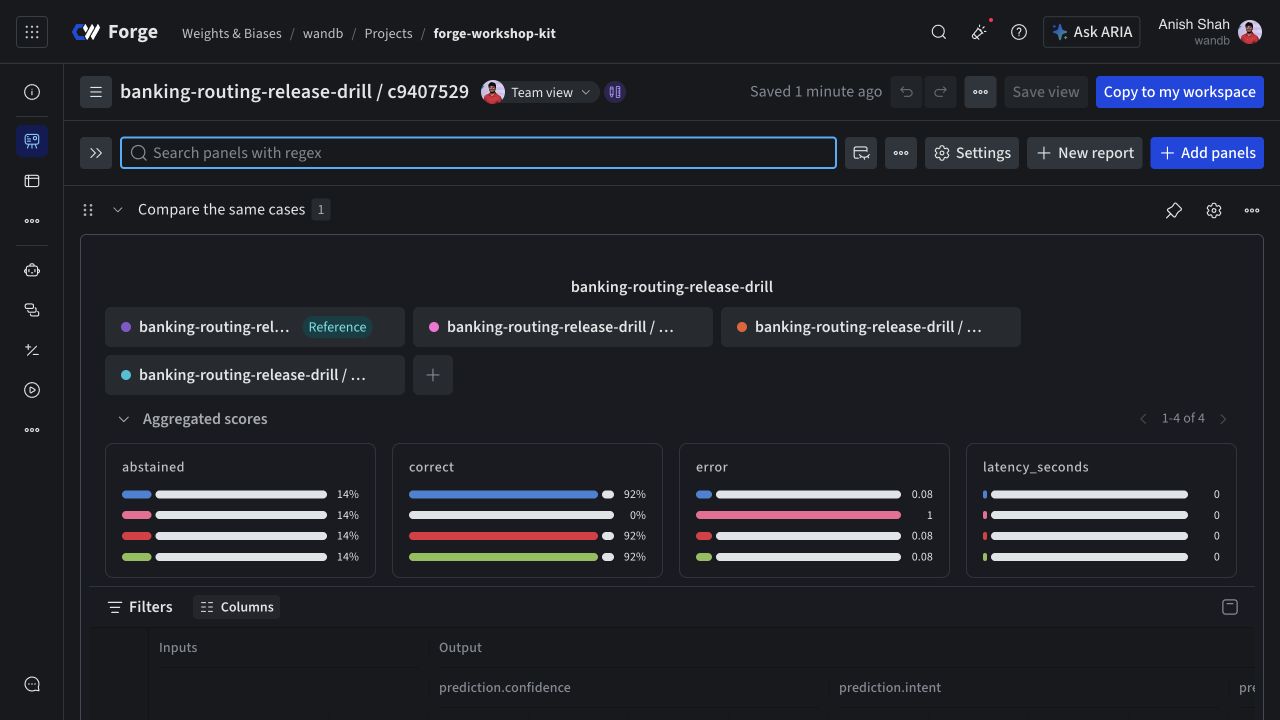 Forge
Weights & Biases / wandb / Projects / forge-workshop-kit
Ask ARIA
Anish Shah
wandb
banking-routing-release-drill / c9407529
Team view
Saved 1 minute ago
Save view
Copy to my workspace
Search panels with regex
Settings
New report
Add panels
Compare the same cases 1
banking-routing-release-drill
banking-routing-rel... Reference
banking-routing-release-drill / ...
banking-routing-release-drill / ...
banking-routing-release-drill / ...
Aggregated scores
1-4 of 4
abstained
14%
14%
14%
14%
correct
92%
0%
92%
92%
error
0.08
1
0.08
0.08
latency_seconds
0
0
0
0
Filters
Columns
Inputs
Output
prediction.confidence
prediction.intent
pre